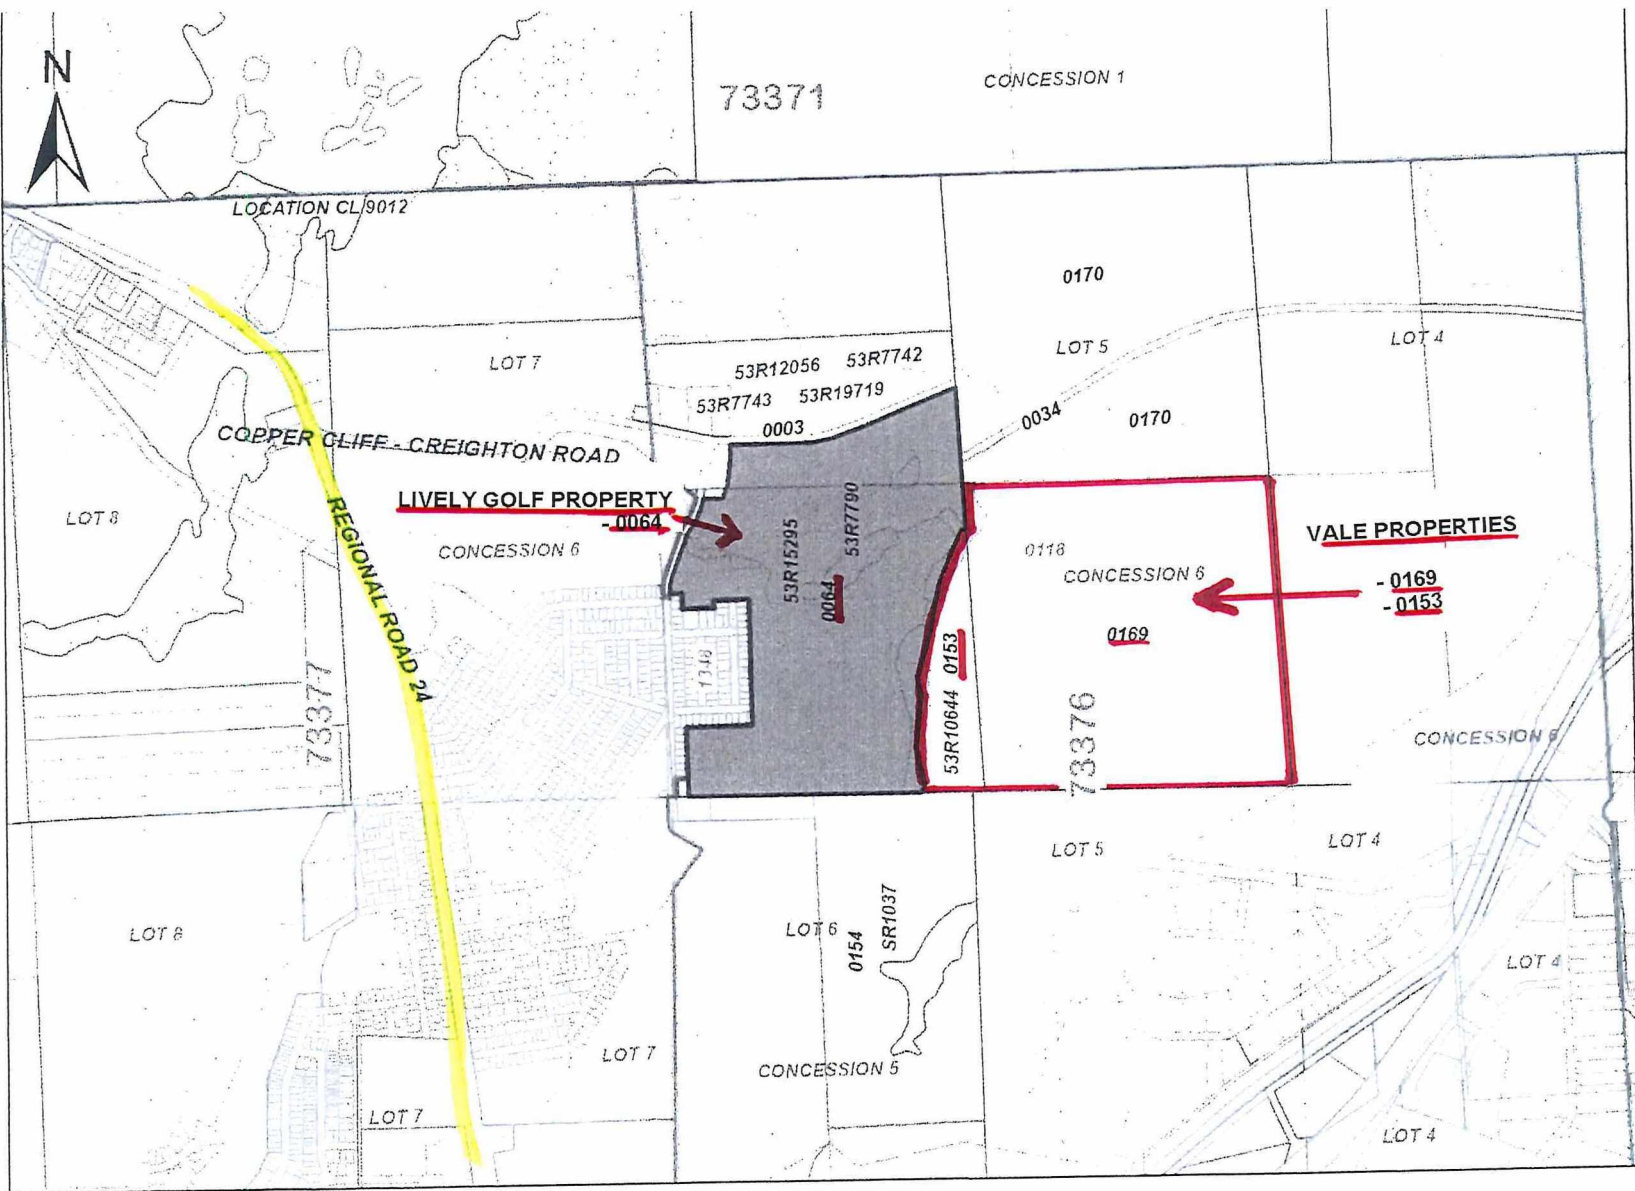 N
73371
CONCESSION 1
LOCATION CL 9012
0170
LOT 7
53R12056 53R7742
LOT 5
LOT 4
53R7743 53R19719
0003
0034
0170
COPPER CLIFF - CREIGHTON ROAD
LOT 8
LIVELY GOLF PROPERTY
- 0064
REGIONAL ROAD 24
CONCESSION 6
53R15295
53R7790
0064
0118
CONCESSION 6
VALE PROPERTIES
- 0169
- 0153
0169
0153
53R10644
1348
73377
73376
CONCESSION 6
LOT 5
LOT 4
LOT 8
LOT 6
0154
SR1037
LOT 4
LOT 7
CONCESSION 5
LOT 7
LOT 4